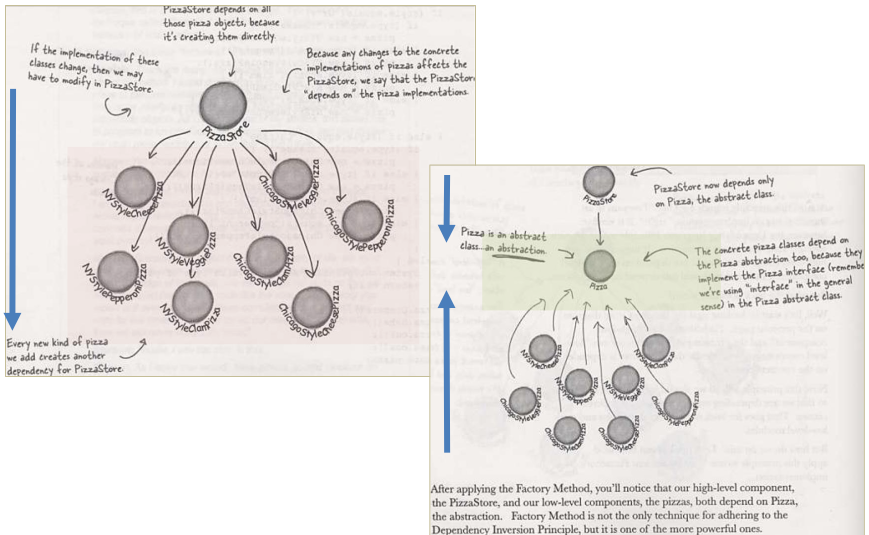 PizzaStore depends on all
those pizza objects, because
it's creating them directly.
If the implementation of these
classes change, then we may
have to modify in PizzaStore.
Because any changes to the concrete
implementations of pizzas affects the
PizzaStore, we say that the PizzaStore
"depends on" the pizza implementations.
PizzaStore
NYStyleCheesePizza
ChicagoStyleVeggiePizza
NYStyleVeggiePizza
ChicagoStylePepperoniPizza
NYStylePepperoniPizza
ChicagoStyleClamPizza
NYStyleClamPizza
ChicagoStyleCheesePizza
Every new kind of pizza
we add creates another
dependency for PizzaStore.
PizzaStore
PizzaStore now depends only
on Pizza, the abstract class.
Pizza is an abstract
class...an abstraction.
Pizza
The concrete pizza classes depend on
the Pizza abstraction too, because they
implement the Pizza interface (remembe
we're using "interface" in the general
sense) in the Pizza abstract class.
NYStyleCheesePizza
NYStyleClamPizza
NYStylePepperoniPizza
NYStyleVeggiePizza
ChicagoStyleVeggiePizza
ChicagoStylePepperoniPizza
ChicagoStyleClamPizza
ChicagoStyleCheesePizza
After applying the Factory Method, you'll notice that our high-level component,
the PizzaStore, and our low-level components, the pizzas, both depend on Pizza,
the abstraction. Factory Method is not the only technique for adhering to the
Dependency Inversion Principle, but it is one of the more powerful ones.